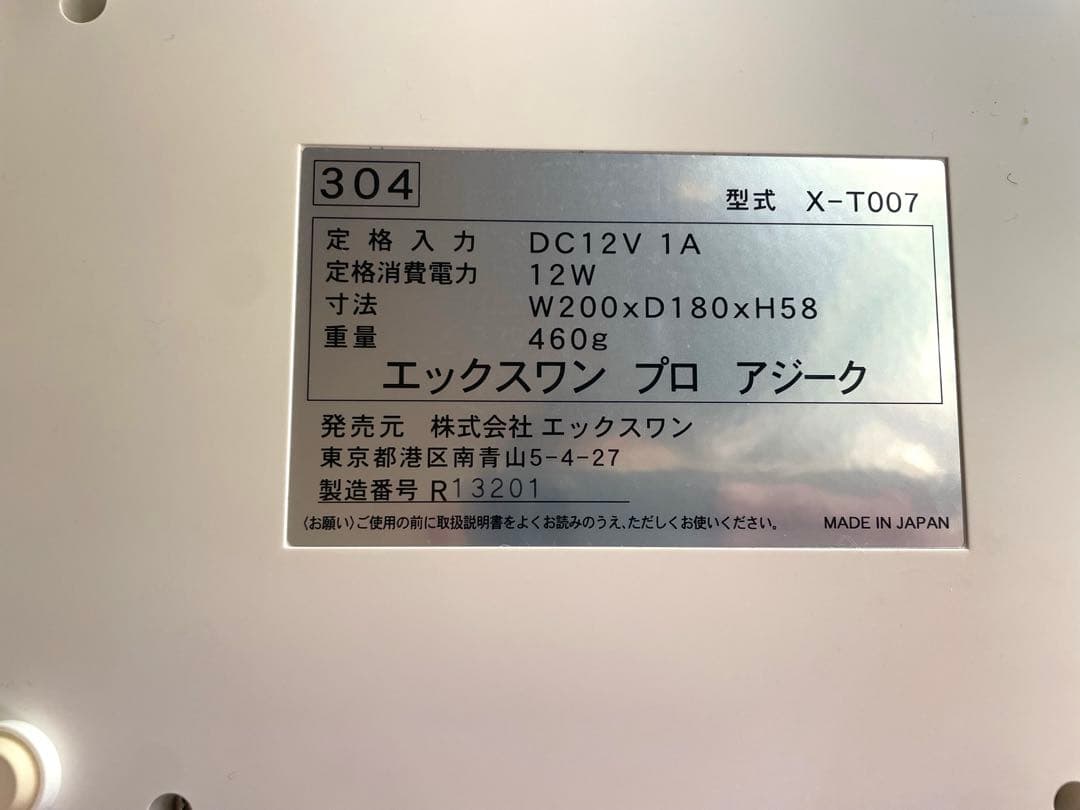 304
型式 X-T007
定格入力 DC12V 1A
定格消費電力 12W
寸法 W200xD180xH58
重量 460g
エックスワン プロ アジーク
発売元 株式会社 エックスワン
東京都港区南青山5-4-27
製造番号 R13201
〈お願い〉ご使用の前に取扱説明書をよくお読みのうえ、ただしくお使いください。 MADE IN JAPAN